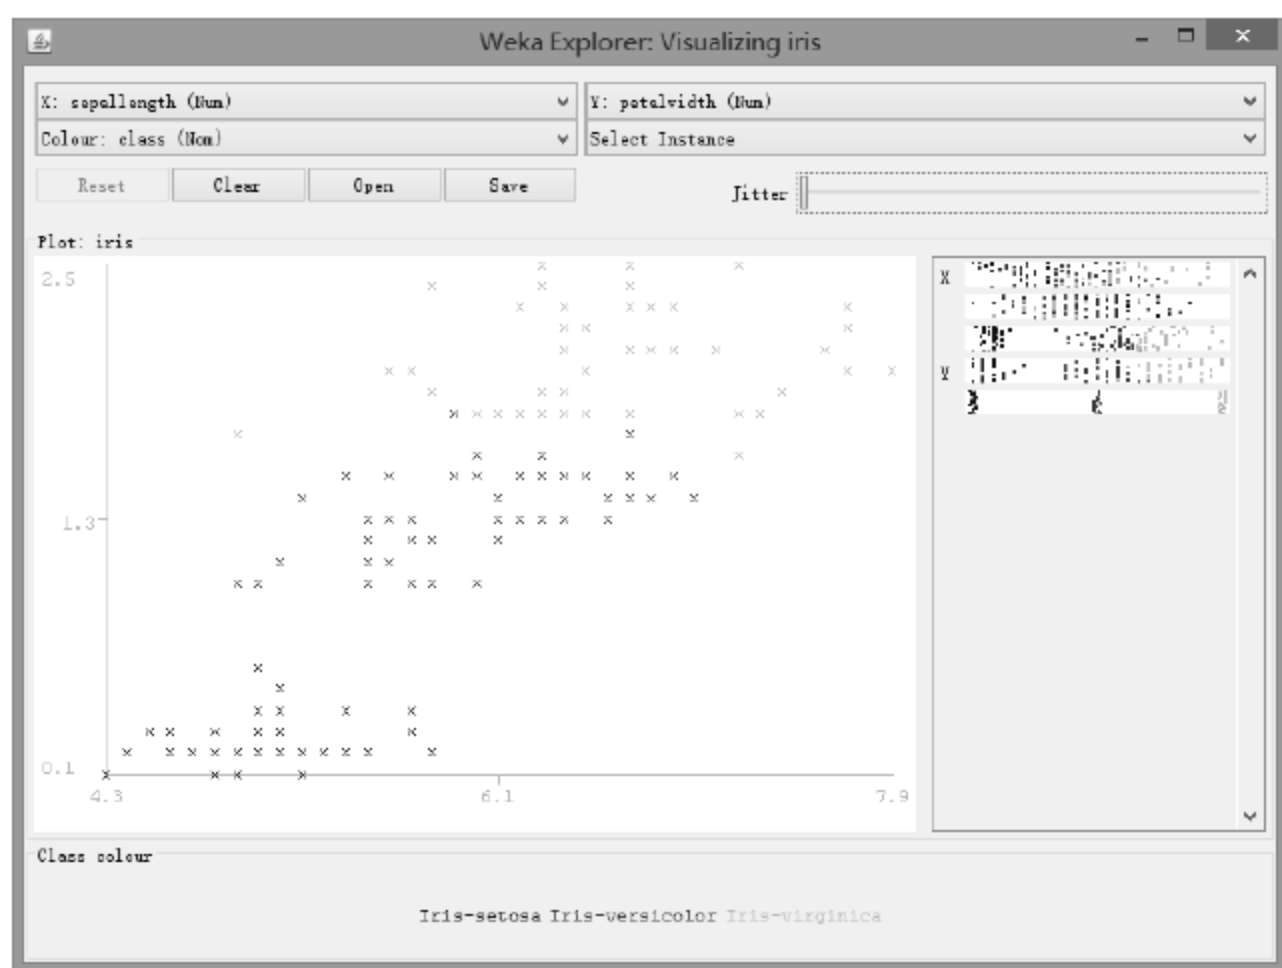 Weka Explorer: Visualizing iris
X: sepallength (Num)
Y: petalwidth (Num)
Colour: class (Nom)
Select Instance
Reset
Clear
Open
Save
Jitter
Plot: iris
2.5
1.3
0.1
4.3
6.1
7.9
X
Y
Class colour
Iris-setosa Iris-versicolor Iris-virginica